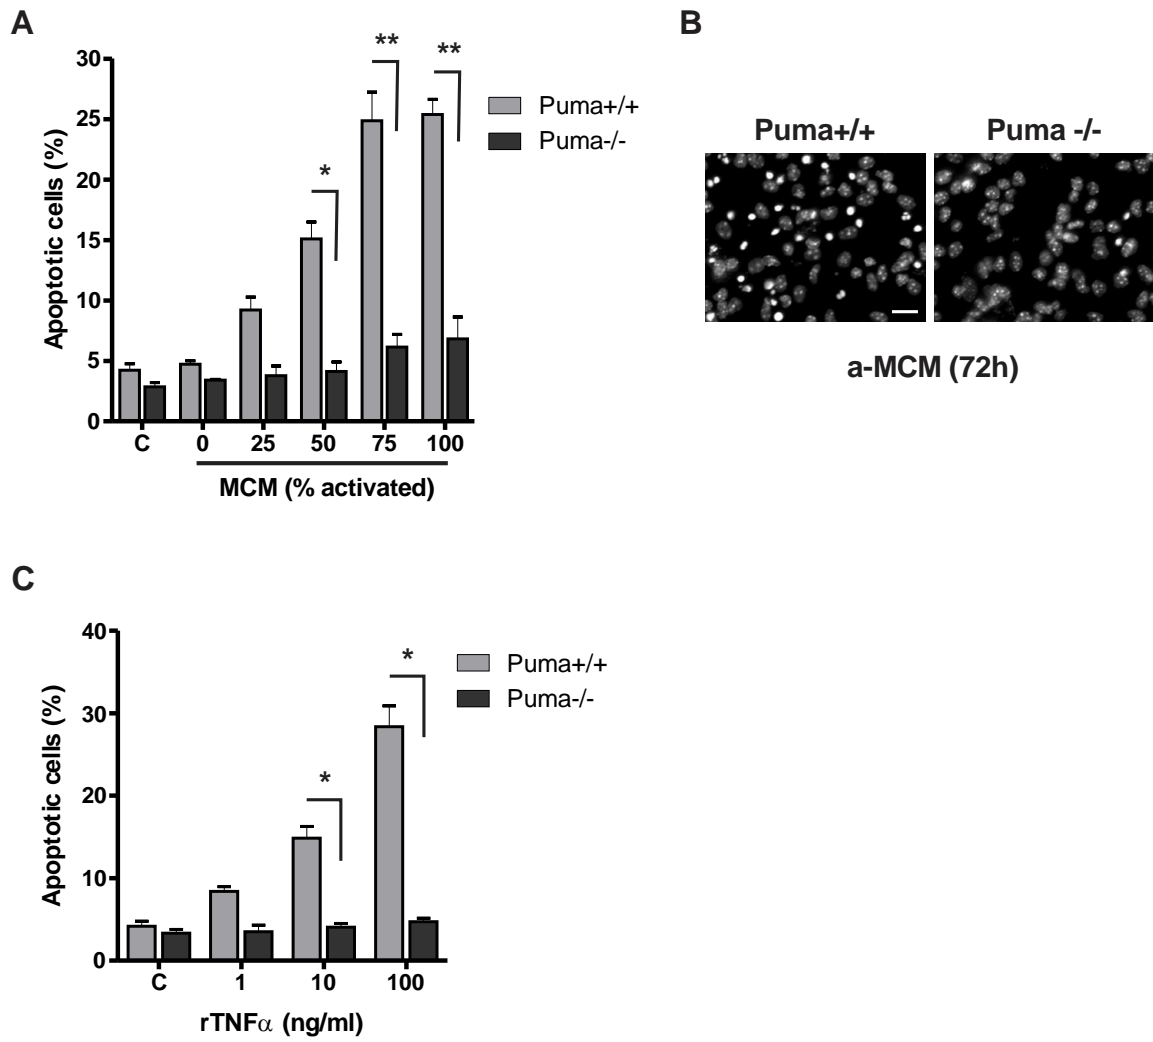 A
30
25
20
15
10
5
0
Apoptotic cells (%)
* ** **
Puma+/+
Puma-/-
C 0 25 50 75 100
MCM (% activated)
B
Puma+/+ Puma -/-
a-MCM (72h)
C
40
30
20
10
0
Apoptotic cells (%)
* *
Puma+/+
Puma-/-
C 1 10 100
rTNFα (ng/ml)